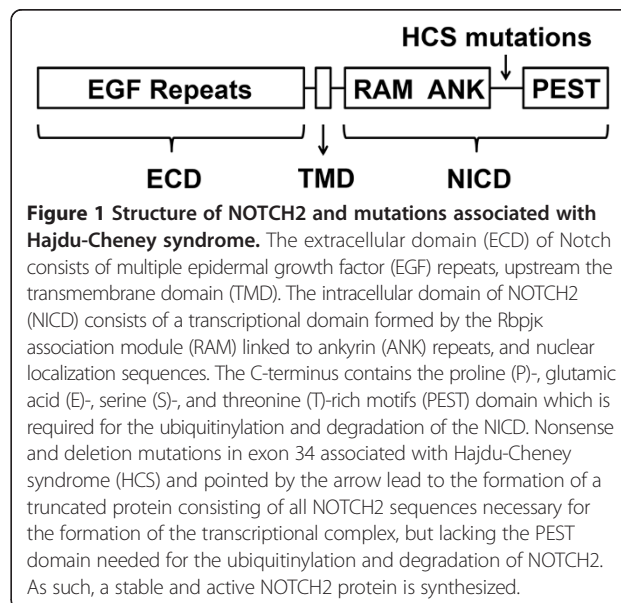 HCS mutations
EGF Repeats RAM ANK PEST
ECD TMD NICD
Figure 1 Structure of NOTCH2 and mutations associated with
Hajdu-Cheney syndrome. The extracellular domain (ECD) of Notch
consists of multiple epidermal growth factor (EGF) repeats, upstream the
transmembrane domain (TMD). The intracellular domain of NOTCH2
(NICD) consists of a transcriptional domain formed by the Rbpjκ
association module (RAM) linked to ankyrin (ANK) repeats, and nuclear
localization sequences. The C-terminus contains the proline (P)-, glutamic
acid (E)-, serine (S)-, and threonine (T)-rich motifs (PEST) domain which is
required for the ubiquitinylation and degradation of the NICD. Nonsense
and deletion mutations in exon 34 associated with Hajdu-Cheney
syndrome (HCS) and pointed by the arrow lead to the formation of a
truncated protein consisting of all NOTCH2 sequences necessary for
the formation of the transcriptional complex, but lacking the PEST
domain needed for the ubiquitinylation and degradation of NOTCH2.
As such, a stable and active NOTCH2 protein is synthesized.